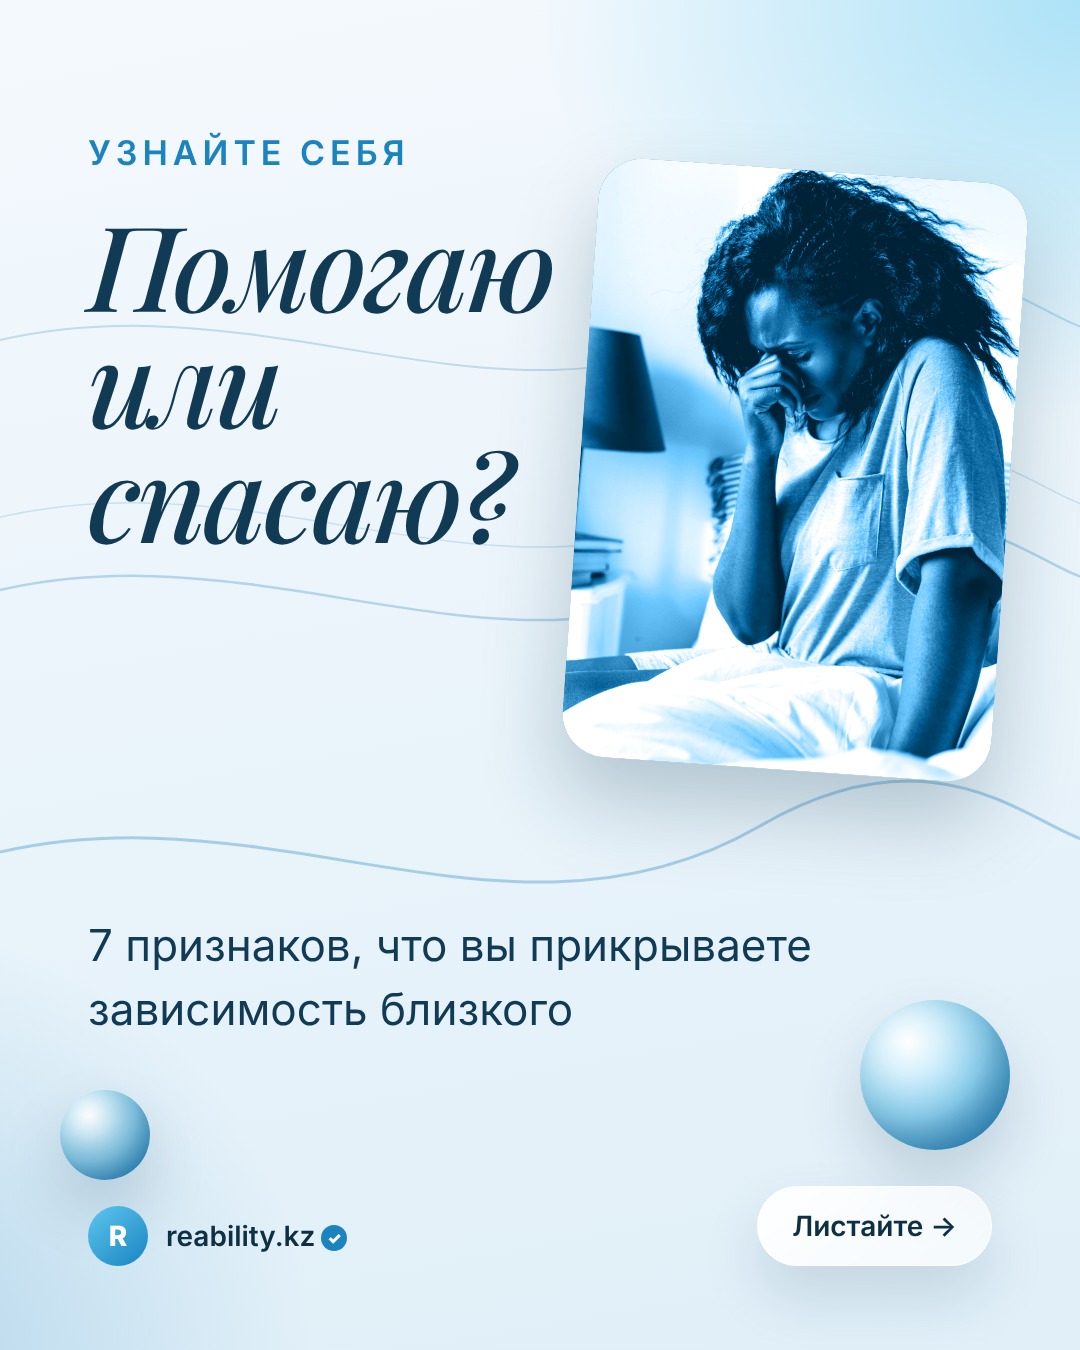 УЗНАЙТЕ СЕБЯ
Помогаю
или
спасаю?
7 признаков, что вы прикрываете
зависимость близкого
R reability.kz
Листайте →